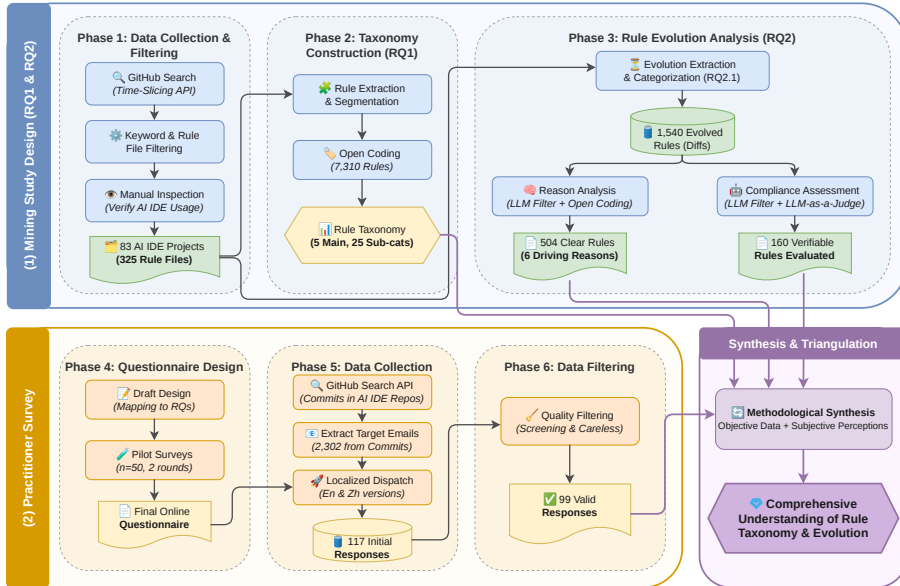 (1) Mining Study Design (RQ1 & RQ2)
Phase 1: Data Collection &
Filtering
GitHub Search
(Time-Slicing API)
Keyword & Rule
File Filtering
Manual Inspection
(Verify AI IDE Usage)
83 AI IDE Projects
(325 Rule Files)
Phase 2: Taxonomy
Construction (RQ1)
Rule Extraction
& Segmentation
Open Coding
(7,310 Rules)
Rule Taxonomy
(5 Main, 25 Sub-cats)
Phase 3: Rule Evolution Analysis (RQ2)
Evolution Extraction
& Categorization (RQ2.1)
1,540 Evolved
Rules (Diffs)
Reason Analysis
(LLM Filter + Open Coding)
504 Clear Rules
(6 Driving Reasons)
Compliance Assessment
(LLM Filter + LLM-as-a-Judge)
160 Verifiable
Rules Evaluated
(2) Practitioner Survey
Phase 4: Questionnaire Design
Draft Design
(Mapping to RQs)
Pilot Surveys
(n=50, 2 rounds)
Final Online
Questionnaire
Phase 5: Data Collection
GitHub Search API
(Commits in AI IDE Repos)
Extract Target Emails
(2,302 from Commits)
Localized Dispatch
(En & Zh versions)
117 Initial
Responses
Phase 6: Data Filtering
Quality Filtering
(Screening & Careless)
99 Valid
Responses
Synthesis & Triangulation
Methodological Synthesis
Objective Data + Subjective Perceptions
Comprehensive
Understanding of Rule
Taxonomy & Evolution